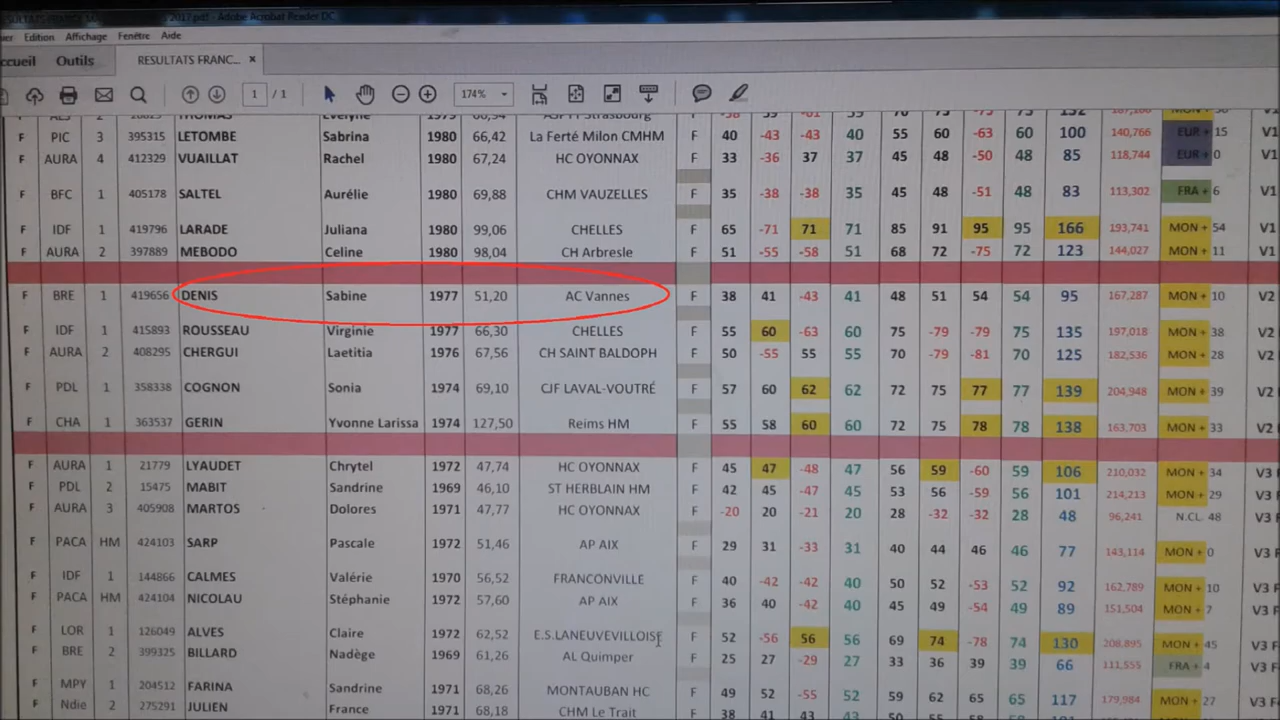 2017.pdf - Adobe Acrobat Reader DC
Edition Affichage Fenêtre Aide
Outils RESULTATS FRANC... ×
1 / 1 174%
Evelyne
F PIC 3 395315 LETOMBE Sabrina 1980 66,42 La Ferté Milon CMHM F 40 -43 -43 40 55 60 -63 60 100 140,766 EUR + 15 V1
F AURA 4 412329 VUAILLAT Rachel 1980 67,24 HC OYONNAX F 33 -36 37 37 45 48 -50 48 85 118,744 EUR + 0 V1
F BFC 1 405178 SALTEL Aurélie 1980 69,88 CHM VAUZELLES F 35 -38 -38 35 45 48 -51 48 83 113,302 FRA + 6 V1
F IDF 1 419796 LARADE Juliana 1980 99,06 CHELLES F 65 -71 71 71 85 91 95 95 166 193,741 MON + 54 V1
F AURA 2 397889 MEBODO Celine 1980 98,04 CH Arbresle F 51 -55 -58 51 68 72 -75 72 123 144,027 MON + 11 V1
F BRE 1 419656 DENIS Sabine 1977 51,20 AC Vannes F 38 41 -43 41 48 51 54 54 95 167,287 MON + 10 V2
F IDF 1 415893 ROUSSEAU Virginie 1977 66,30 CHELLES F 55 60 -63 60 75 -79 -79 75 135 197,018 MON + 38 V2
F AURA 2 408295 CHERGUI Laetitia 1976 67,56 CH SAINT BALDOPH F 50 -55 55 55 70 -79 -81 70 125 182,536 MON + 28 V2
F PDL 1 358338 COGNON Sonia 1974 69,10 CJF LAVAL-VOUTRÉ F 57 60 62 62 72 75 77 77 139 204,948 MON + 39 V2
F CHA 1 363537 GERIN Yvonne Larissa 1974 127,50 Reims HM F 55 58 60 60 72 75 78 78 138 163,703 MON + 33 V2
F AURA 1 21779 LYAUDET Chrytel 1972 47,74 HC OYONNAX F 45 47 -48 47 56 59 -60 59 106 210,032 MON + 34 V3
F PDL 2 15475 MABIT Sandrine 1969 46,10 ST HERBLAIN HM F 42 45 -47 45 53 56 -59 56 101 214,213 MON + 29 V3
F AURA 3 405908 MARTOS Dolores 1971 47,77 HC OYONNAX F -20 20 -21 20 28 -32 -32 28 48 96,241 N.CL. 48 V3 F
F PACA HM 424103 SARP Pascale 1972 51,46 AP AIX F 29 31 -33 31 40 44 46 46 77 143,114 MON + 0 V3 F
F IDF 1 144866 CALMES Valérie 1970 56,52 FRANCONVILLE F 40 -42 -42 40 50 52 -53 52 92 162,789 MON + 10 V3 F
F PACA HM 424104 NICOLAU Stéphanie 1972 57,60 AP AIX F 36 40 -42 40 45 49 -54 49 89 151,504 MON + 7 V3 F
F LOR 1 126049 ALVES Claire 1972 62,52 E.S.LANEUVEVILLOISE F 52 -56 56 56 69 74 -78 74 130 208,895 MON + 45 V3 F
F BRE 2 399325 BILLARD Nadège 1969 61,26 AL Quimper F 25 27 -29 27 33 36 39 39 66 111,555 FRA + 4 V3 F
F MPY 1 204512 FARINA Sandrine 1971 68,26 MONTAUBAN HC F 49 52 -55 52 59 62 65 65 117 179,984 MON + 27 V3 F
F Ndie 2 275291 JULIEN France 1971 68,18 CHM Le Trait F 38 41 43